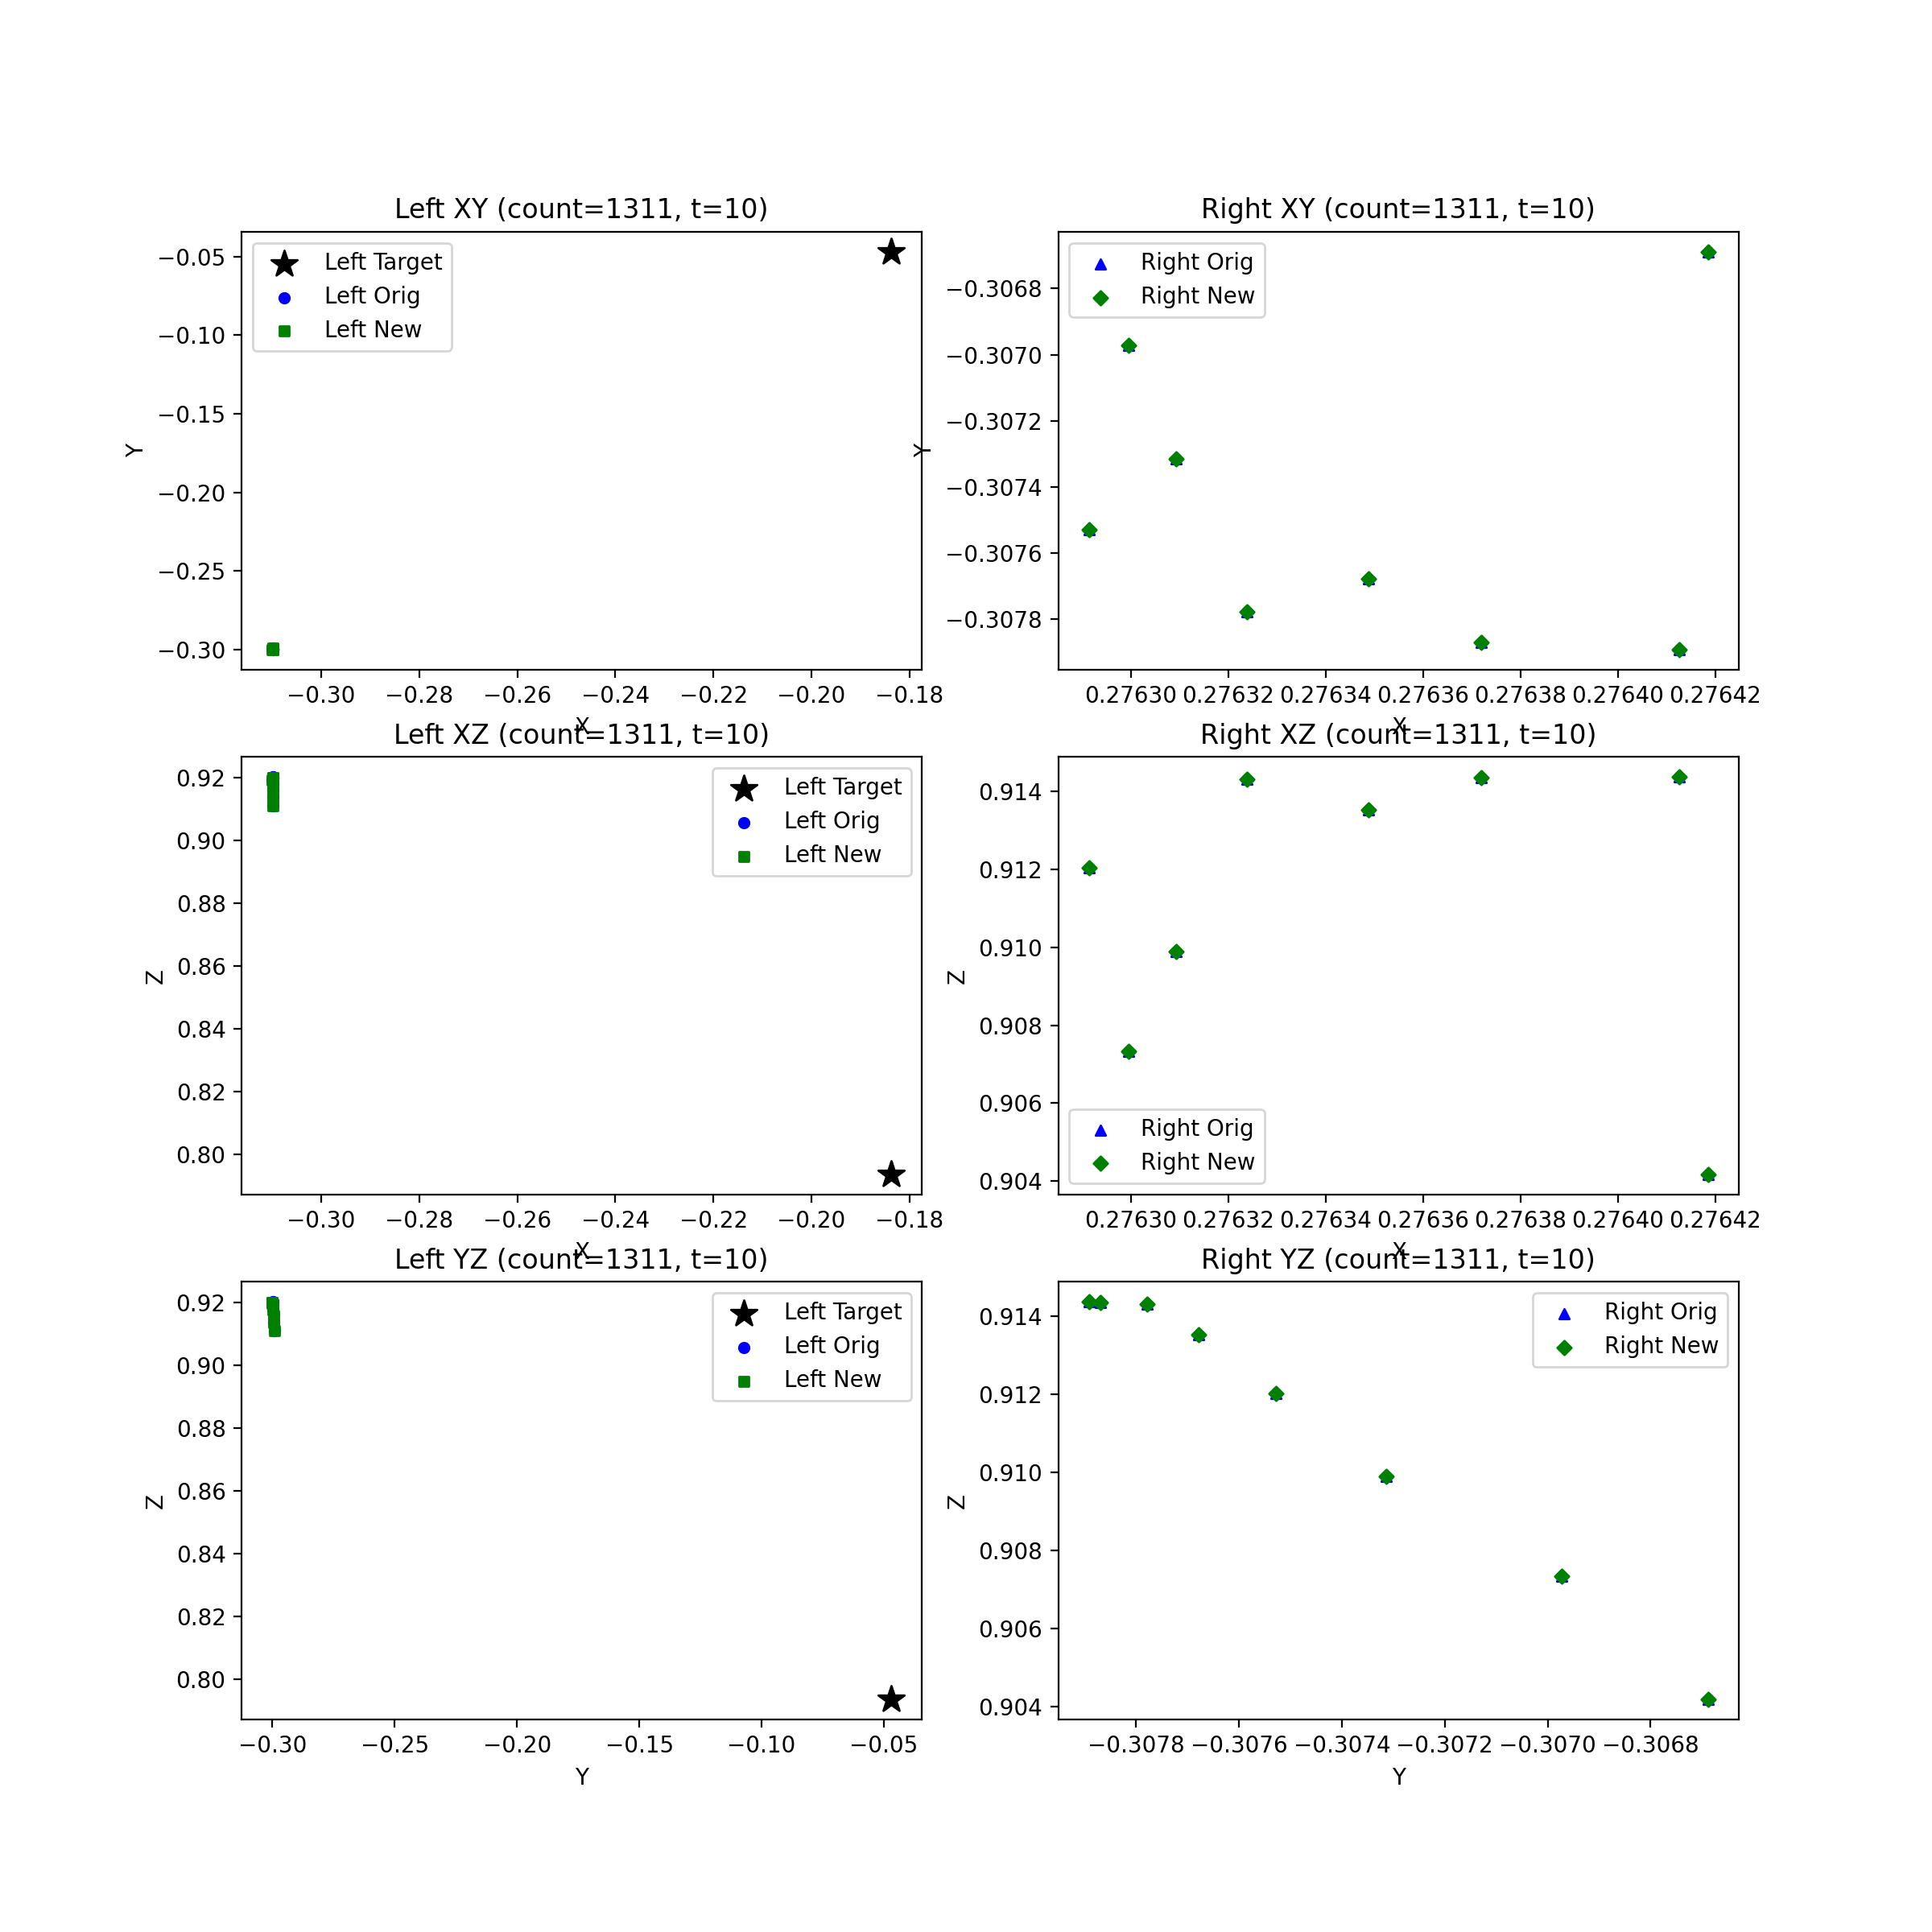 Left XY (count=1311, t=10)
Left Target
Left Orig
Left New
−0.05
−0.10
−0.15
−0.20
−0.25
−0.30
Y
−0.30 −0.28 −0.26 −0.24 −0.22 −0.20 −0.18
X
Right XY (count=1311, t=10)
Right Orig
Right New
−0.3068
−0.3070
−0.3072
−0.3074
−0.3076
−0.3078
Y
0.27630 0.27632 0.27634 0.27636 0.27638 0.27640 0.27642
X
Left XZ (count=1311, t=10)
Left Target
Left Orig
Left New
0.92
0.90
0.88
0.86
0.84
0.82
0.80
Z
−0.30 −0.28 −0.26 −0.24 −0.22 −0.20 −0.18
X
Right XZ (count=1311, t=10)
0.914
0.912
0.910
0.908
0.906
0.904
Z
Right Orig
Right New
0.27630 0.27632 0.27634 0.27636 0.27638 0.27640 0.27642
X
Left YZ (count=1311, t=10)
Left Target
Left Orig
Left New
0.92
0.90
0.88
0.86
0.84
0.82
0.80
Z
−0.30 −0.25 −0.20 −0.15 −0.10 −0.05
Y
Right YZ (count=1311, t=10)
Right Orig
Right New
0.914
0.912
0.910
0.908
0.906
0.904
Z
−0.3078 −0.3076 −0.3074 −0.3072 −0.3070 −0.3068
Y